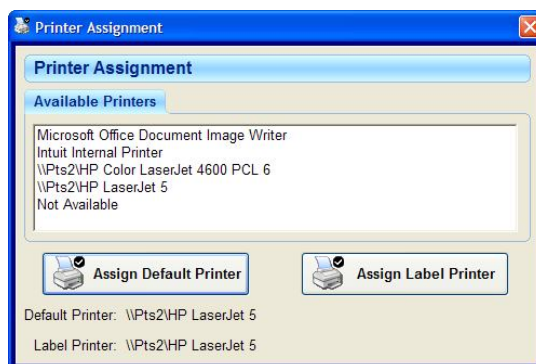 Printer Assignment
Printer Assignment
Available Printers
Microsoft Office Document Image Writer
Intuit Internal Printer
\\Pts2\HP Color LaserJet 4600 PCL 6
\\Pts2\HP LaserJet 5
Not Available
Assign Default Printer
Assign Label Printer
Default Printer: \\Pts2\HP LaserJet 5
Label Printer: \\Pts2\HP LaserJet 5